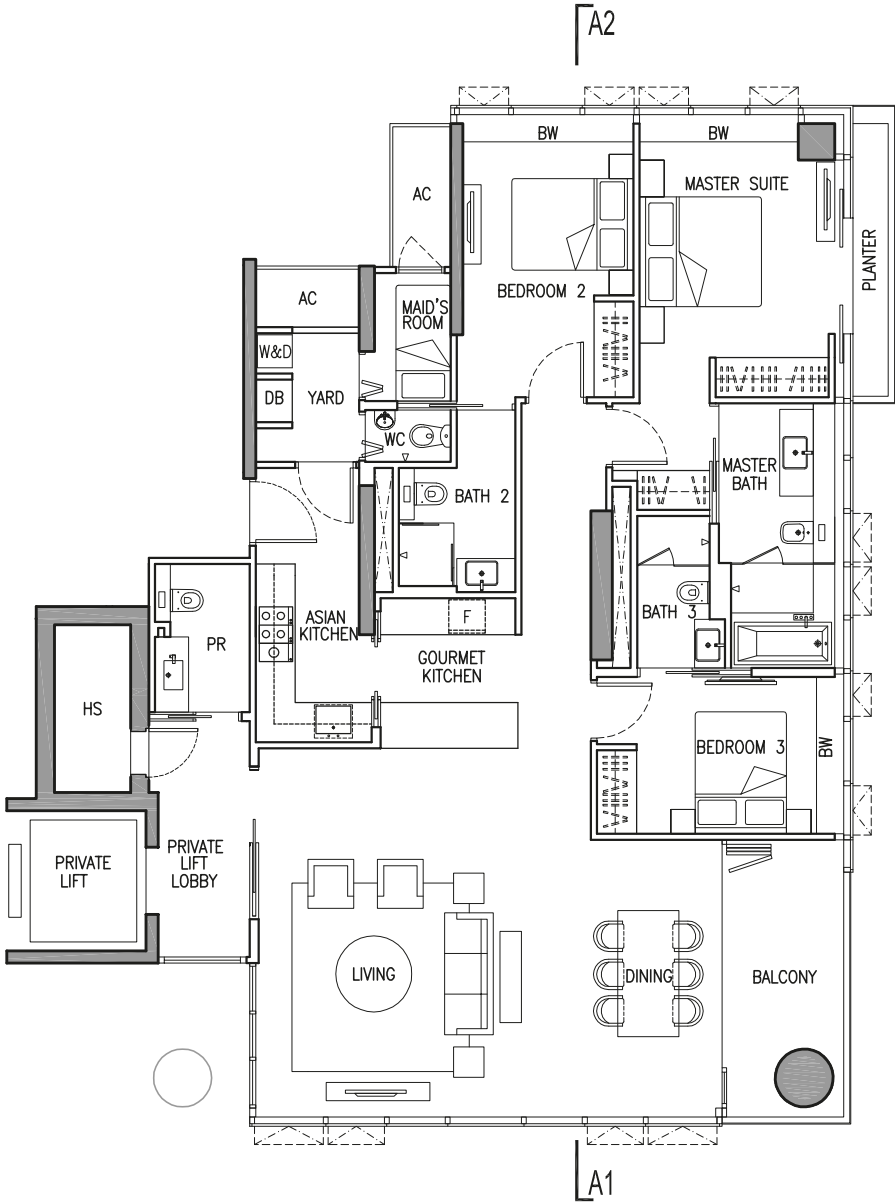 A2
BW
BW
MASTER SUITE
AC
PLANTER
BEDROOM 2
AC
MAID'S
ROOM
W&D
DB
YARD
WC
MASTER
BATH
BATH 2
BATH 3
ASIAN
KITCHEN
F
PR
GOURMET
KITCHEN
HS
BEDROOM 3
BW
PRIVATE
LIFT
PRIVATE
LIFT
LOBBY
LIVING
DINING
BALCONY
A1